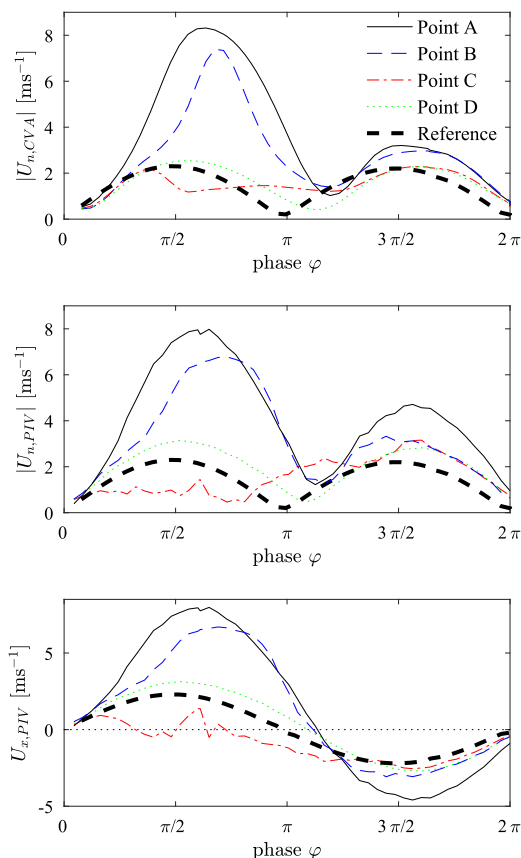 8
6
4
2
0
|U_{n,CVA}| [ms^{-1}]
Point A
Point B
Point C
Point D
Reference
0 π/2 π 3π/2 2π
phase φ
8
6
4
2
0
|U_{n,PIV}| [ms^{-1}]
0 π/2 π 3π/2 2π
phase φ
5
0
-5
U_{x,PIV} [ms^{-1}]
0 π/2 π 3π/2 2π
phase φ